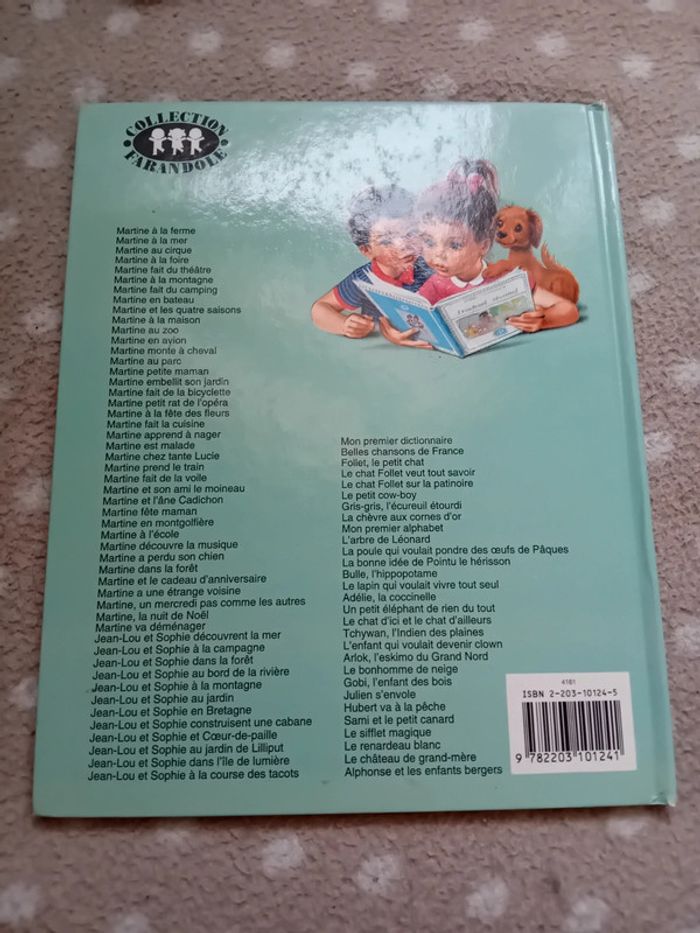 COLLECTION
FARANDOLE
Martine à la ferme
Martine à la mer
Martine au cirque
Martine à la foire
Martine fait du théâtre
Martine à la montagne
Martine fait du camping
Martine en bateau
Martine et les quatre saisons
Martine à la maison
Martine au zoo
Martine en avion
Martine monte à cheval
Martine au parc
Martine petite maman
Martine embellit son jardin
Martine fait de la bicyclette
Martine petit rat de l'opéra
Martine à la fête des fleurs
Martine fait la cuisine
Martine apprend à nager
Martine est malade
Martine chez tante Lucie
Martine prend le train
Martine fait de la voile
Martine et son ami le moineau
Martine et l'âne Cadichon
Martine fête maman
Martine en montgolfière
Martine à l'école
Martine découvre la musique
Martine a perdu son chien
Martine dans la forêt
Martine et le cadeau d'anniversaire
Martine a une étrange voisine
Martine, un mercredi pas comme les autres
Martine, la nuit de Noël
Martine va déménager
Jean-Lou et Sophie découvrent la mer
Jean-Lou et Sophie à la campagne
Jean-Lou et Sophie dans la forêt
Jean-Lou et Sophie au bord de la rivière
Jean-Lou et Sophie à la montagne
Jean-Lou et Sophie au jardin
Jean-Lou et Sophie en Bretagne
Jean-Lou et Sophie construisent une cabane
Jean-Lou et Sophie et Cœur-de-paille
Jean-Lou et Sophie au jardin de Lilliput
Jean-Lou et Sophie dans l'île de lumière
Jean-Lou et Sophie à la course des tacots
Mon premier dictionnaire
Belles chansons de France
Follet, le petit chat
Le chat Follet veut tout savoir
Le chat Follet sur la patinoire
Le petit cow-boy
Gris-gris, l'écureuil étourdi
La chèvre aux cornes d'or
Mon premier alphabet
L'arbre de Léonard
La poule qui voulait pondre des œufs de Pâques
La bonne idée de Pointu le hérisson
Bulle, l'hippopotame
Le lapin qui voulait vivre tout seul
Adélie, la coccinelle
Un petit éléphant de rien du tout
Le chat d'ici et le chat d'ailleurs
Tchywan, l'Indien des plaines
L'enfant qui voulait devenir clown
Arlok, l'eskimo du Grand Nord
Le bonhomme de neige
Gobi, l'enfant des bois
Julien s'envole
Hubert va à la pêche
Sami et le petit canard
Le sifflet magique
Le renardeau blanc
Le château de grand-mère
Alphonse et les enfants bergers
4161
ISBN 2-203-10124-5
9 782203 101241